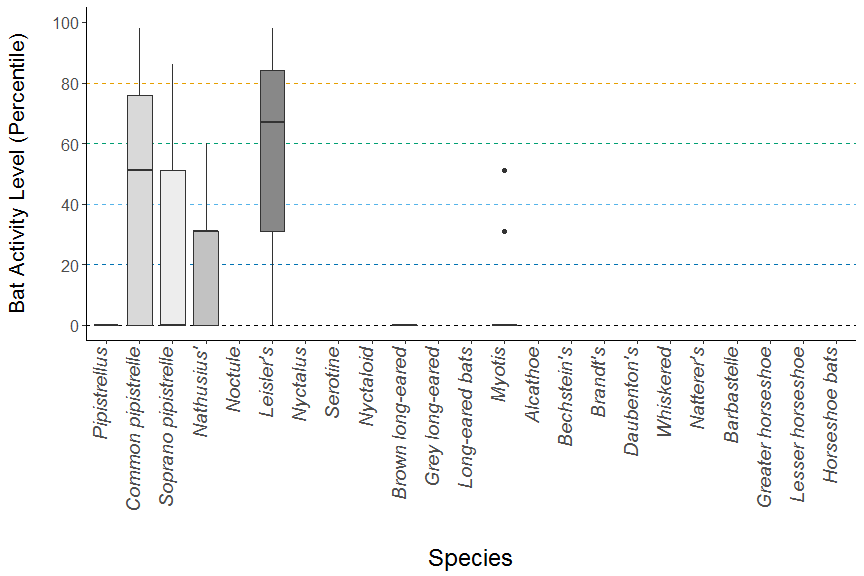 Bat Activity Level (Percentile)
100
80
60
40
20
0
Pipistrellus
Common pipistrelle
Soprano pipistrelle
Nathusius'
Noctule
Leisler's
Nyctalus
Serotine
Nyctaloid
Brown long-eared
Grey long-eared
Long-eared bats
Myotis
Alcathoe
Bechstein's
Brandt's
Daubenton's
Whiskered
Natterer's
Barbastelle
Greater horseshoe
Lesser horseshoe
Horseshoe bats
Species